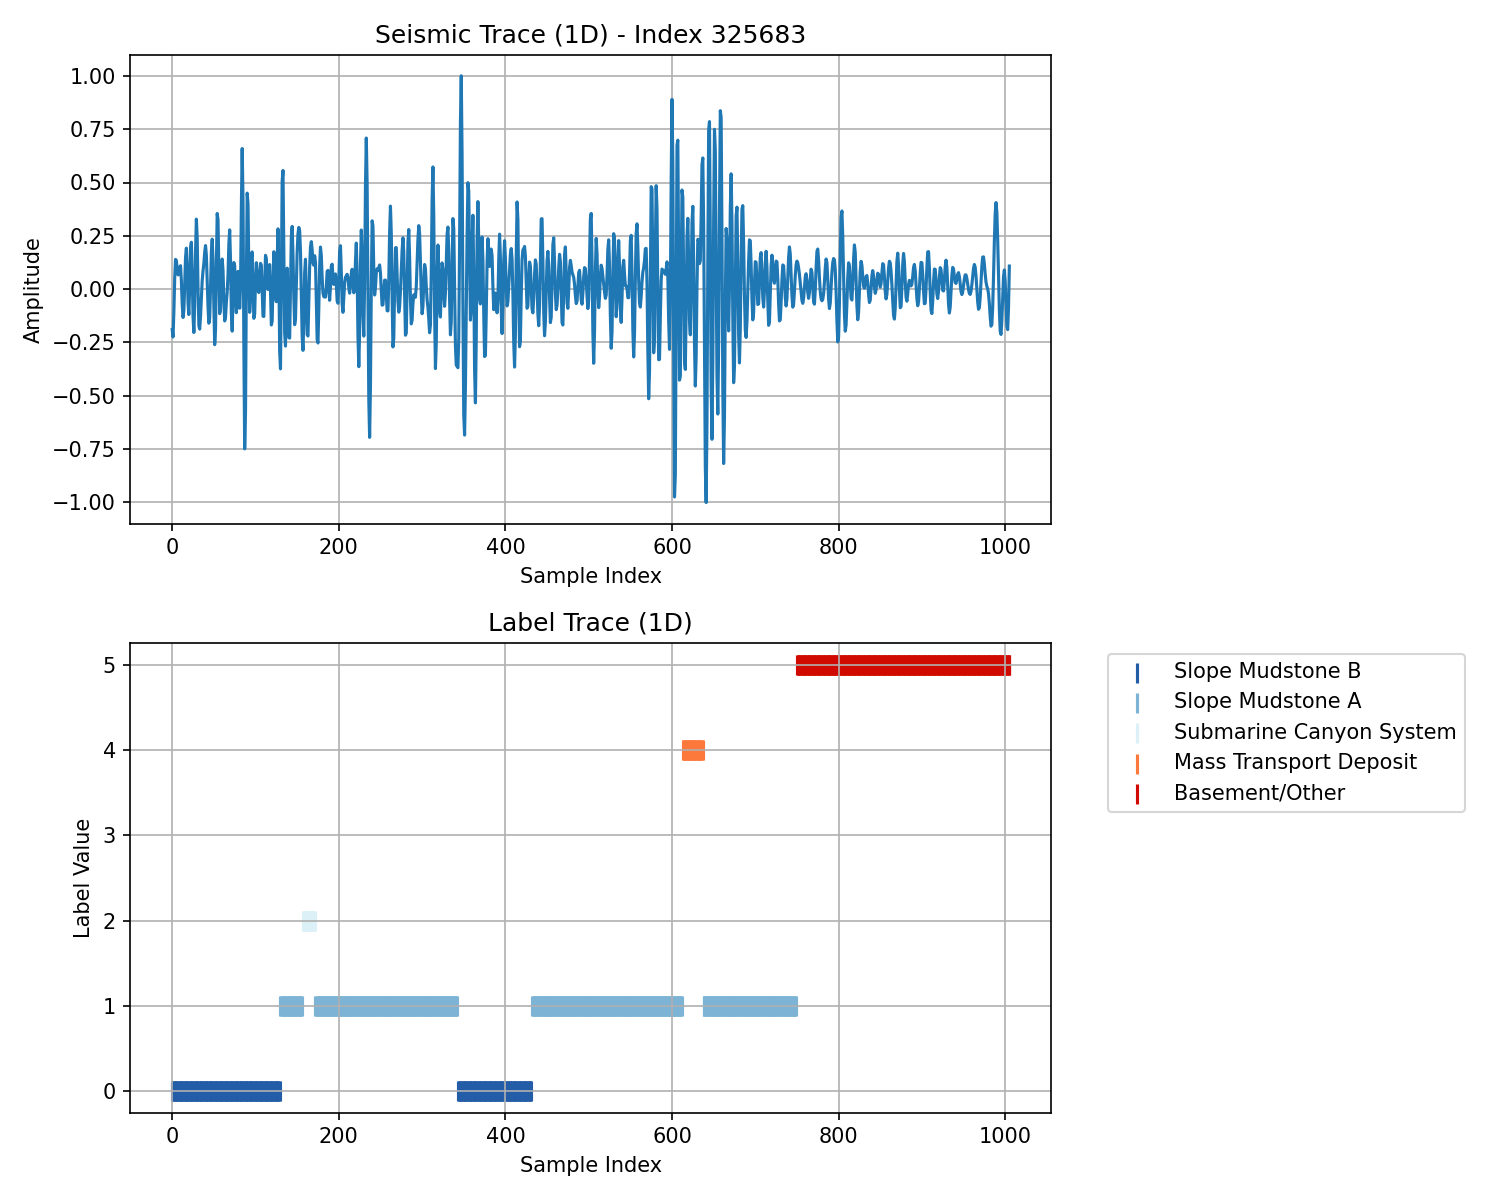 Seismic Trace (1D) - Index 325683
1.00
0.75
0.50
0.25
0.00
−0.25
−0.50
−0.75
−1.00
Amplitude
0 200 400 600 800 1000
Sample Index
Label Trace (1D)
5
4
3
2
1
0
Label Value
0 200 400 600 800 1000
Sample Index
Slope Mudstone B
Slope Mudstone A
Submarine Canyon System
Mass Transport Deposit
Basement/Other